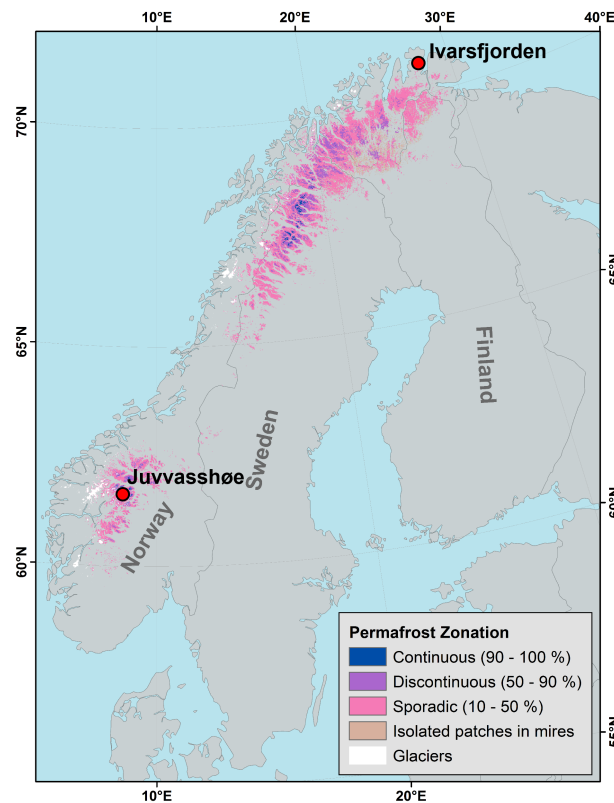 10°E
20°E
30°E
40°E
Ivarsfjorden
70°N
65°N
65°E
Finland
Sweden
Juvvasshøe
Norway
60°E
60°N
Permafrost Zonation
Continuous (90 - 100 %)
Discontinuous (50 - 90 %)
Sporadic (10 - 50 %)
Isolated patches in mires
Glaciers
55°E
10°E
20°E